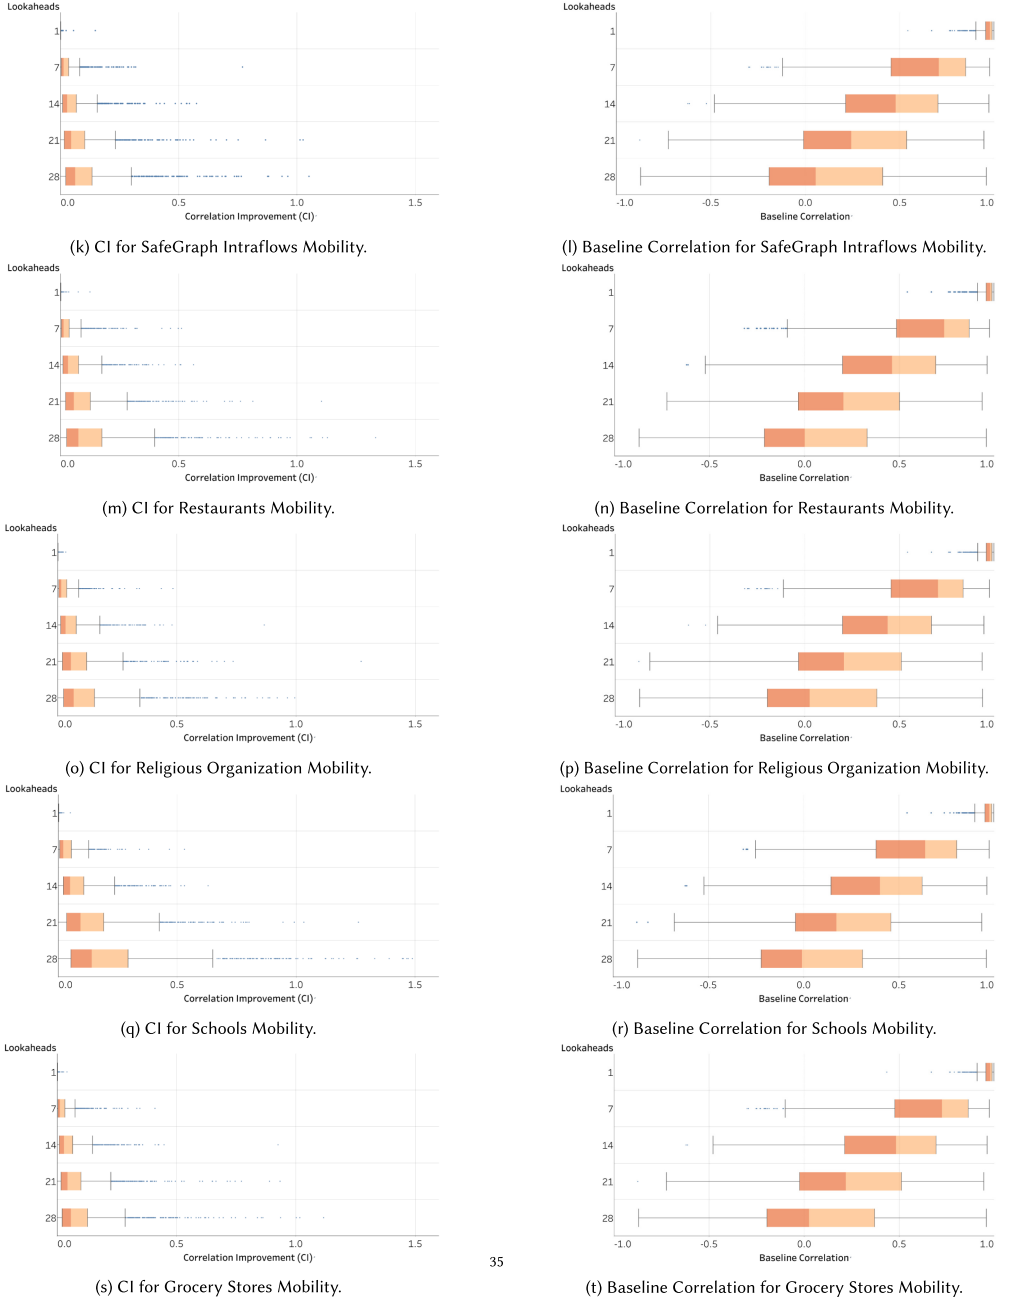 Lookaheads
1
7
14
21
28
0.0 0.5 1.0 1.5
Correlation Improvement (CI)
(k) CI for SafeGraph Intraflows Mobility.
Lookaheads
1
7
14
21
28
-1.0 -0.5 0.0 0.5 1.0
Baseline Correlation
(l) Baseline Correlation for SafeGraph Intraflows Mobility.
Lookaheads
1
7
14
21
28
0.0 0.5 1.0 1.5
Correlation Improvement (CI)
(m) CI for Restaurants Mobility.
Lookaheads
1
7
14
21
28
-1.0 -0.5 0.0 0.5 1.0
Baseline Correlation
(n) Baseline Correlation for Restaurants Mobility.
Lookaheads
1
7
14
21
28
0.0 0.5 1.0 1.5
Correlation Improvement (CI)
(o) CI for Religious Organization Mobility.
Lookaheads
1
7
14
21
28
-1.0 -0.5 0.0 0.5 1.0
Baseline Correlation
(p) Baseline Correlation for Religious Organization Mobility.
Lookaheads
1
7
14
21
28
0.0 0.5 1.0 1.5
Correlation Improvement (CI)
(q) CI for Schools Mobility.
Lookaheads
1
7
14
21
28
-1.0 -0.5 0.0 0.5 1.0
Baseline Correlation
(r) Baseline Correlation for Schools Mobility.
Lookaheads
1
7
14
21
28
0.0 0.5 1.0 1.5
Correlation Improvement (CI)
(s) CI for Grocery Stores Mobility.
Lookaheads
1
7
14
21
28
-1.0 -0.5 0.0 0.5 1.0
Baseline Correlation
(t) Baseline Correlation for Grocery Stores Mobility.
35